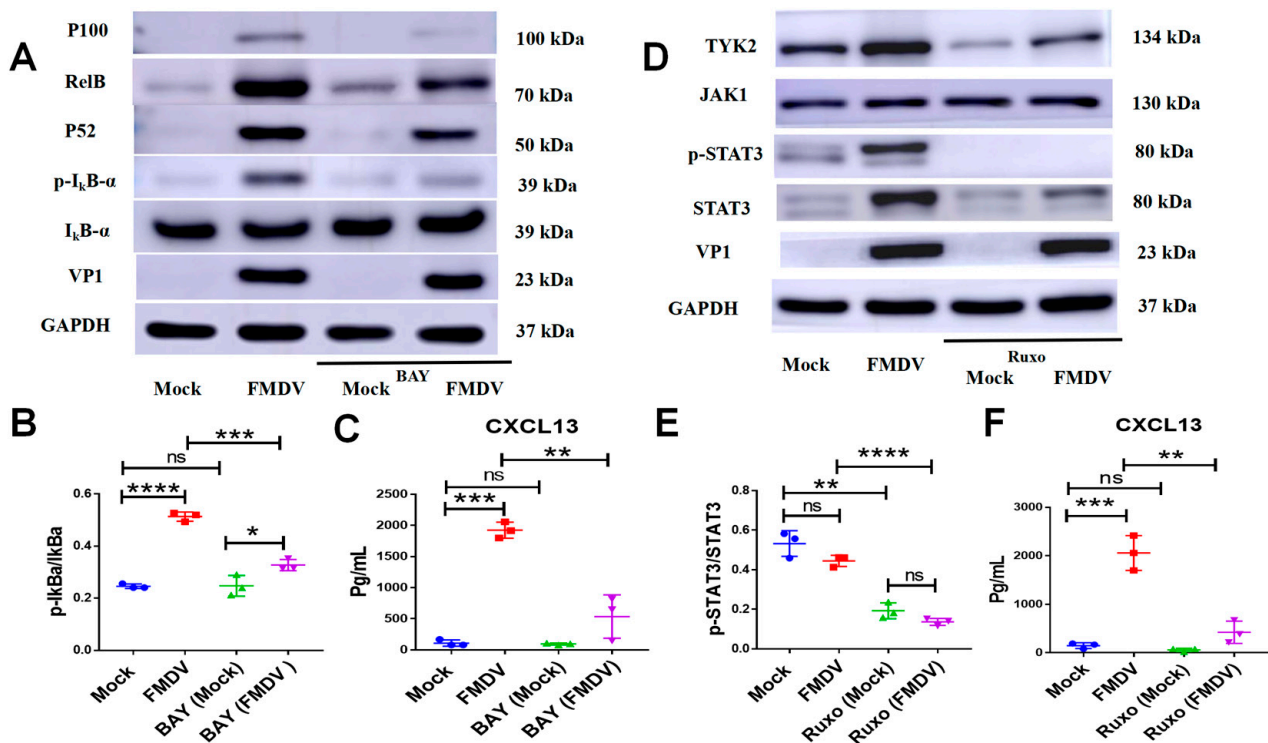 A
P100
100 kDa
RelB
70 kDa
P52
50 kDa
p-IkB-α
39 kDa
IkB-α
39 kDa
VP1
23 kDa
GAPDH
37 kDa
BAY
Mock FMDV Mock FMDV
D
TYK2
134 kDa
JAK1
130 kDa
p-STAT3
80 kDa
STAT3
80 kDa
VP1
23 kDa
GAPDH
37 kDa
Ruxo
Mock FMDV Mock FMDV
B
***
ns
****
*
p-IkBa/IkBa
0.6
0.4
0.2
0.0
Mock
FMDV
BAY (Mock)
BAY (FMDV)
C
CXCL13
**
ns
***
Pg/mL
2500
2000
1500
1000
500
0
Mock
FMDV
BAY (Mock)
BAY (FMDV)
E
****
**
ns
ns
p-STAT3/STAT3
0.8
0.6
0.4
0.2
0.0
Mock
FMDV
Ruxo (Mock)
Ruxo (FMDV)
F
CXCL13
**
ns
***
Pg/mL
3000
2000
1000
0
Mock
FMDV
Ruxo (Mock)
Ruxo (FMDV)